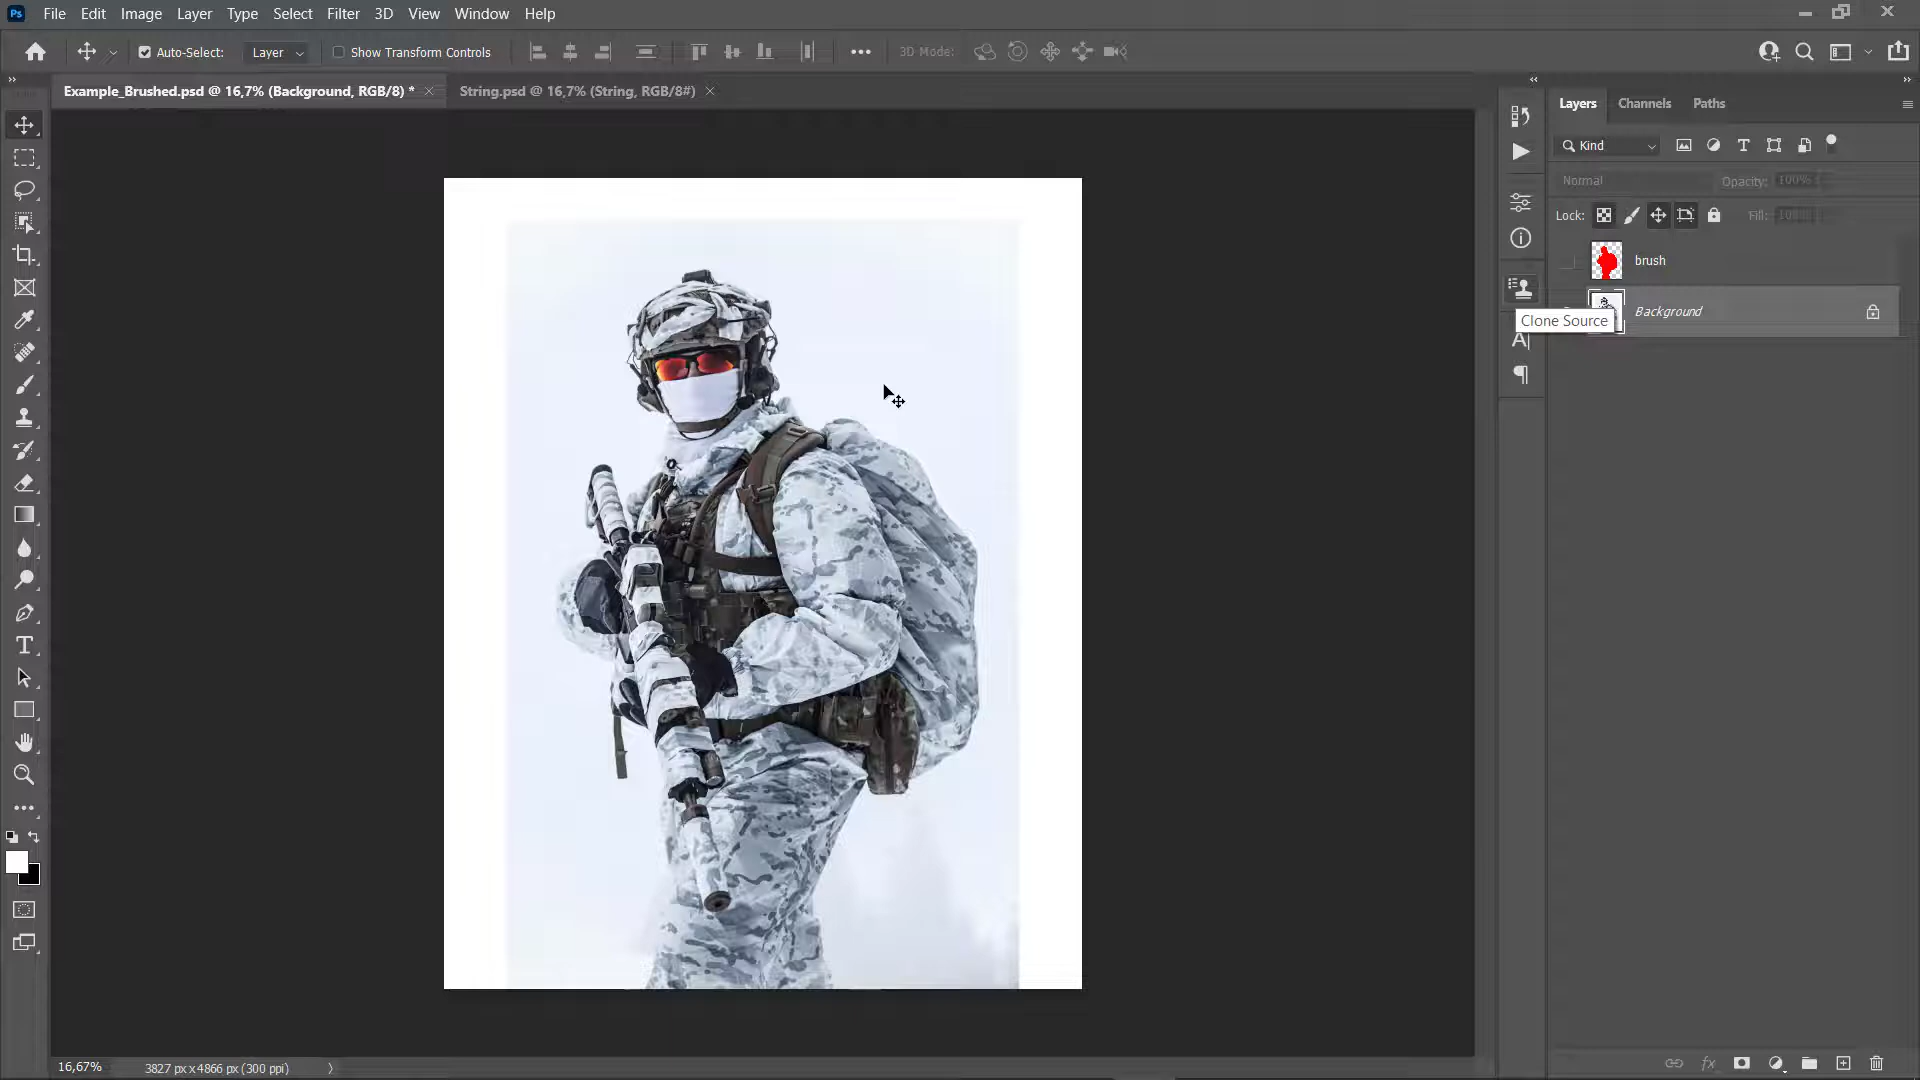 Ps File Edit Image Layer Type Select Filter 3D View Window Help
Auto-Select: Layer Show Transform Controls 3D Mode:
Example_Brushed.psd @ 16,7% (Background, RGB/8) * String.psd @ 16,7% (String, RGB/8#)
Layers Channels Paths
Kind
Normal Opacity: 100%
Lock: Fill:
brush
Background
Clone Source
16,67% 3827 px x 4866 px (300 ppi)